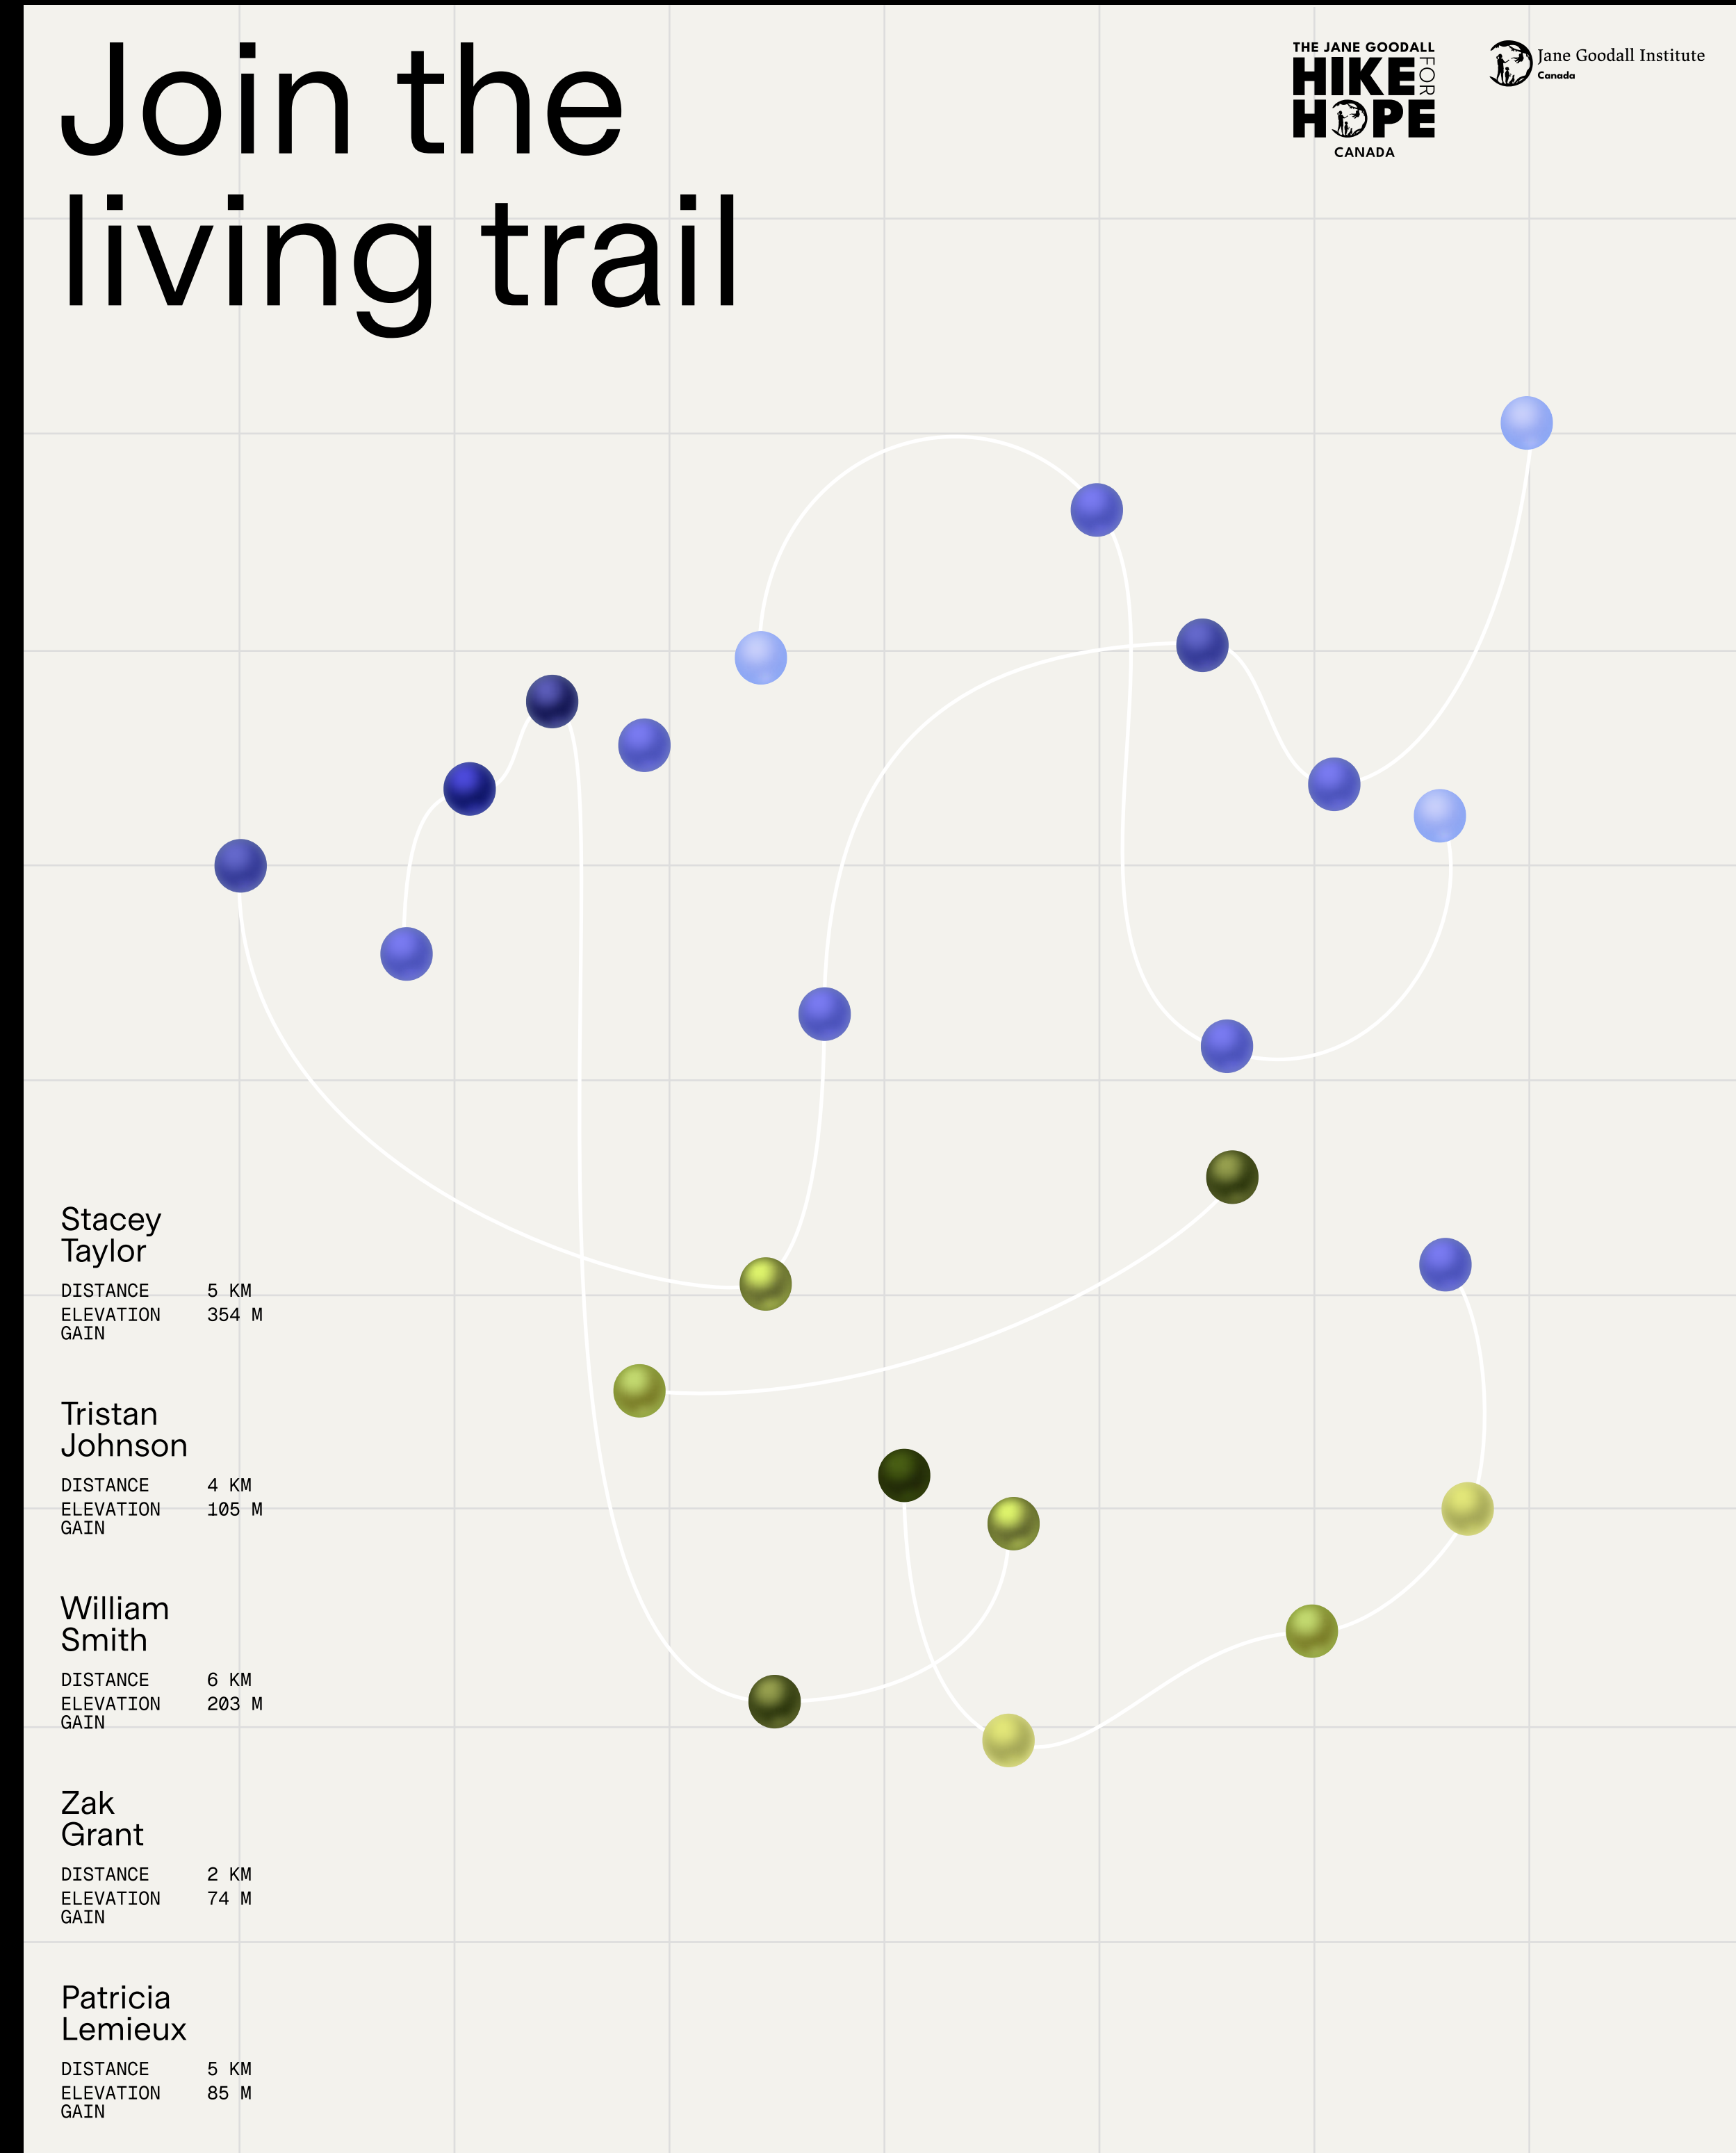 Join the
living trail
THE JANE GOODALL
HIKE FOR
HOPE
CANADA
Jane Goodall Institute
Canada
Stacey
Taylor
DISTANCE 5 KM
ELEVATION 354 M
GAIN
Tristan
Johnson
DISTANCE 4 KM
ELEVATION 105 M
GAIN
William
Smith
DISTANCE 6 KM
ELEVATION 203 M
GAIN
Zak
Grant
DISTANCE 2 KM
ELEVATION 74 M
GAIN
Patricia
Lemieux
DISTANCE 5 KM
ELEVATION 85 M
GAIN